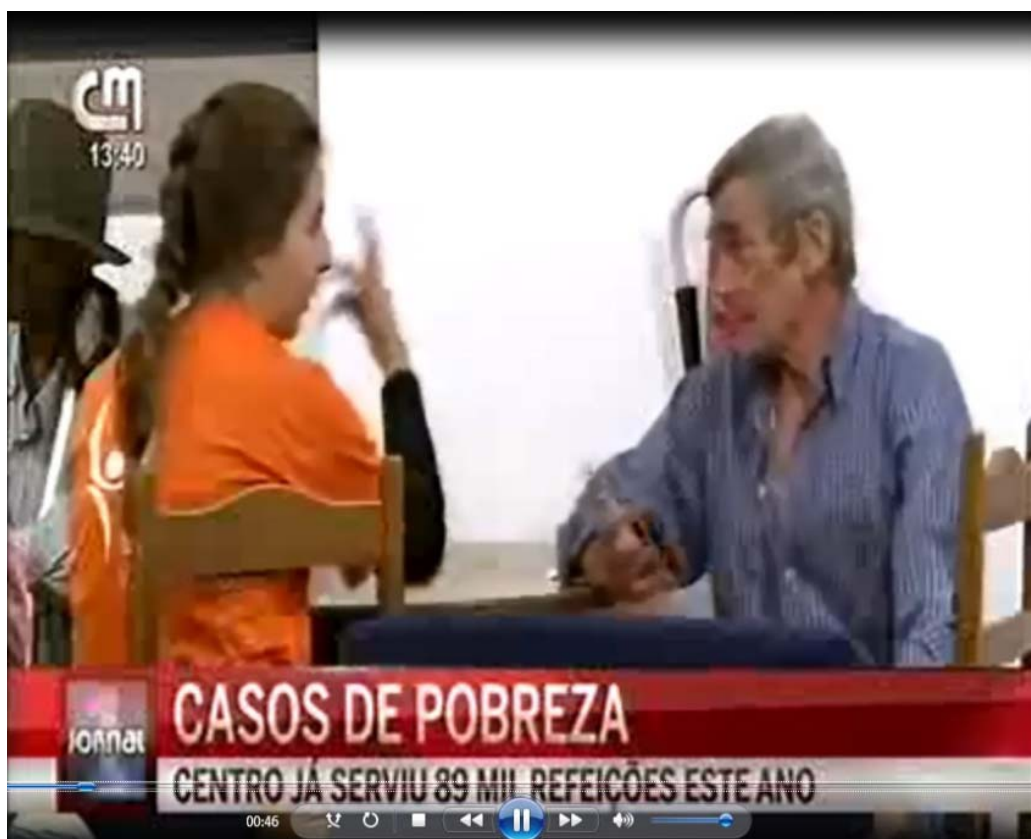 CM
13:40
CASOS DE POBREZA
Jornal
CENTRO JÁ SERVIU 89 MIL REFEIÇÕES ESTE ANO
00:46